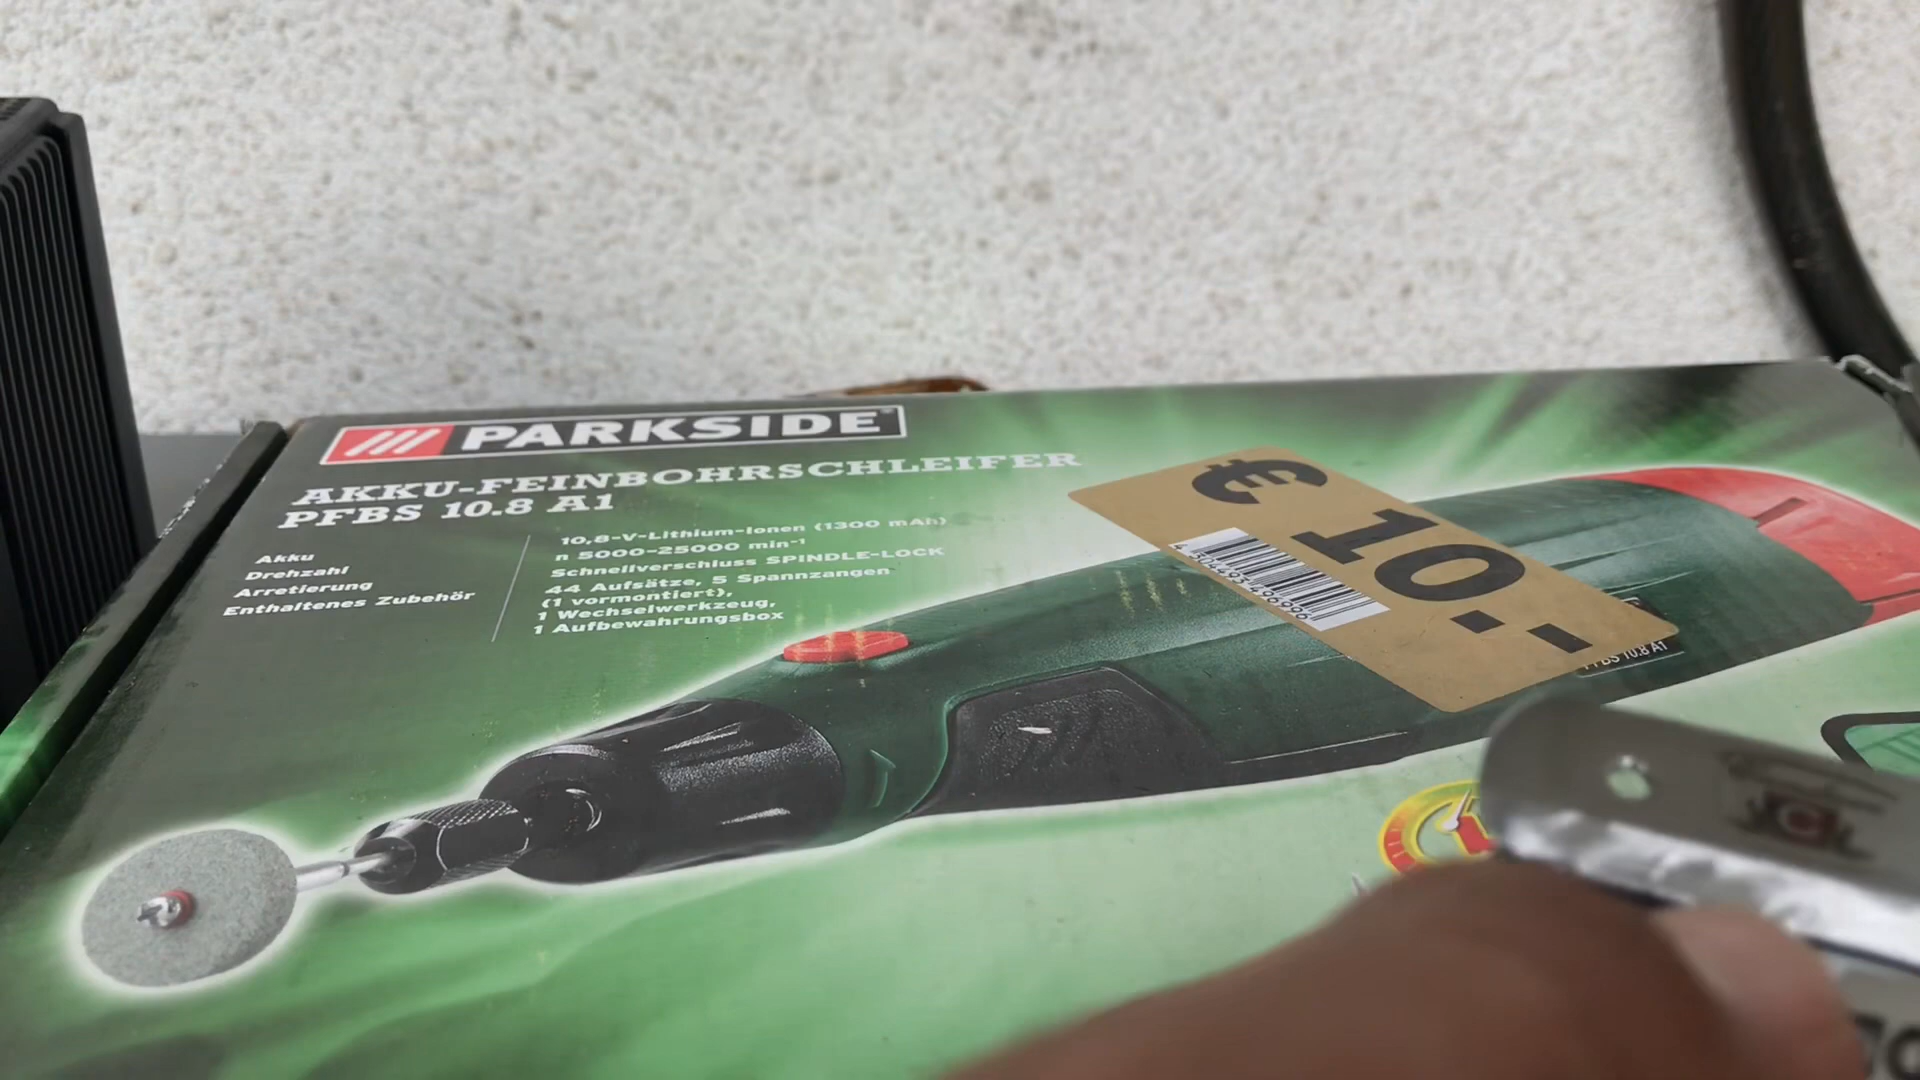 PARKSIDE
AKKU-FEINBOHRSCHLEIFER
PFBS 10.8 A1
Akku
10,8-V-Lithium-Ionen (1300 mAh)
Drehzahl
n 5000-25000 min⁻¹
Arretierung
Schnellverschluss SPINDLE-LOCK
Enthaltenes Zubehör
44 Aufsätze, 5 Spannzangen
(1 vormontiert),
1 Wechselwerkzeug,
1 Aufbewahrungsbox
€ 10.-
PFBS 10.8 A1
C